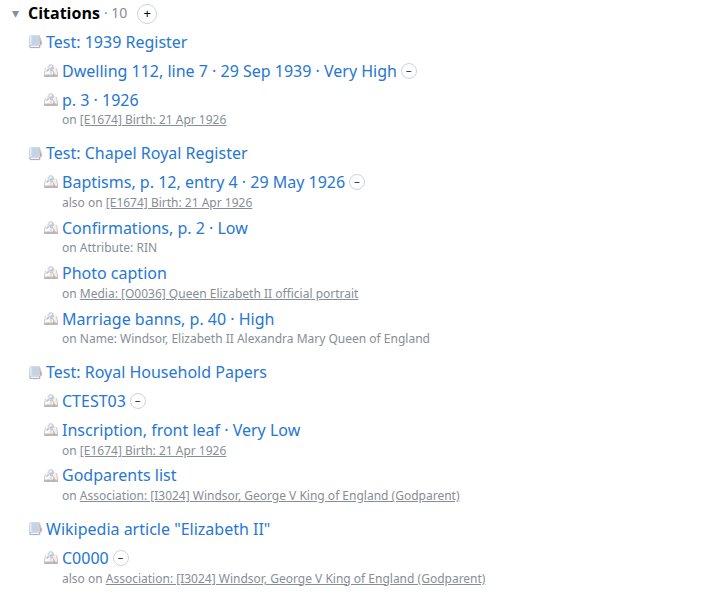 Citations · 10 +
Test: 1939 Register
Dwelling 112, line 7 · 29 Sep 1939 · Very High −
p. 3 · 1926
on [E1674] Birth: 21 Apr 1926
Test: Chapel Royal Register
Baptisms, p. 12, entry 4 · 29 May 1926 −
also on [E1674] Birth: 21 Apr 1926
Confirmations, p. 2 · Low
on Attribute: RIN
Photo caption
on Media: [O0036] Queen Elizabeth II official portrait
Marriage banns, p. 40 · High
on Name: Windsor, Elizabeth II Alexandra Mary Queen of England
Test: Royal Household Papers
CTEST03 −
Inscription, front leaf · Very Low
on [E1674] Birth: 21 Apr 1926
Godparents list
on Association: [I3024] Windsor, George V King of England (Godparent)
Wikipedia article "Elizabeth II"
C0000 −
also on Association: [I3024] Windsor, George V King of England (Godparent)